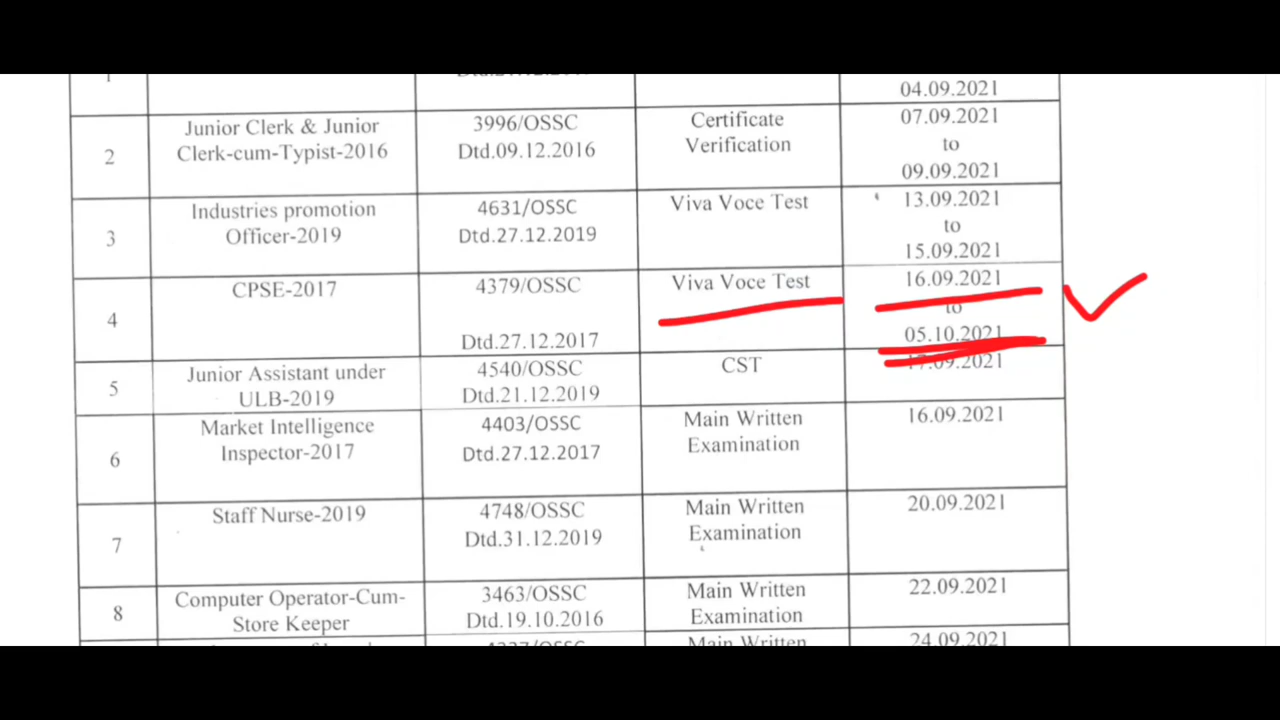 1
04.09.2021
2
Junior Clerk & Junior
Clerk-cum-Typist-2016
3996/OSSC
Dtd.09.12.2016
Certificate
Verification
07.09.2021
to
09.09.2021
3
Industries promotion
Officer-2019
4631/OSSC
Dtd.27.12.2019
Viva Voce Test
13.09.2021
to
15.09.2021
4
CPSE-2017
4379/OSSC
Dtd.27.12.2017
Viva Voce Test
16.09.2021
to
05.10.2021
5
Junior Assistant under
ULB-2019
4540/OSSC
Dtd.21.12.2019
CST
17.09.2021
6
Market Intelligence
Inspector-2017
4403/OSSC
Dtd.27.12.2017
Main Written
Examination
16.09.2021
7
Staff Nurse-2019
4748/OSSC
Dtd.31.12.2019
Main Written
Examination
20.09.2021
8
Computer Operator-Cum-
Store Keeper
3463/OSSC
Dtd.19.10.2016
Main Written
Examination
22.09.2021
Main Written
24.09.2021